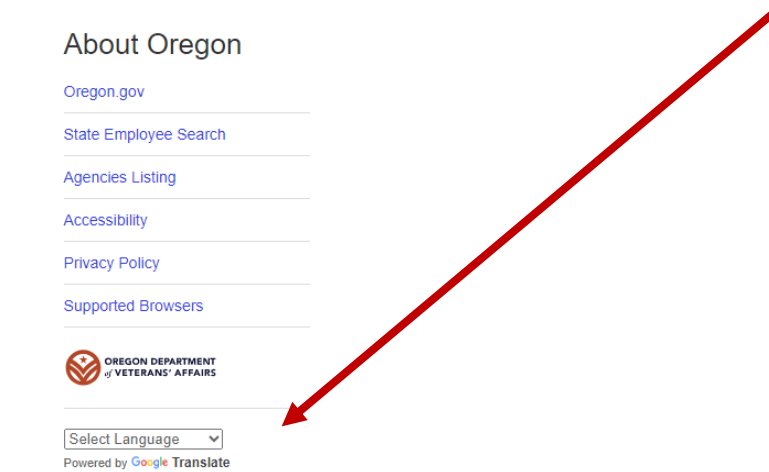 About Oregon
Oregon.gov
State Employee Search
Agencies Listing
Accessibility
Privacy Policy
Supported Browsers
OREGON DEPARTMENT
of VETERANS' AFFAIRS
Select Language
Powered by Google Translate